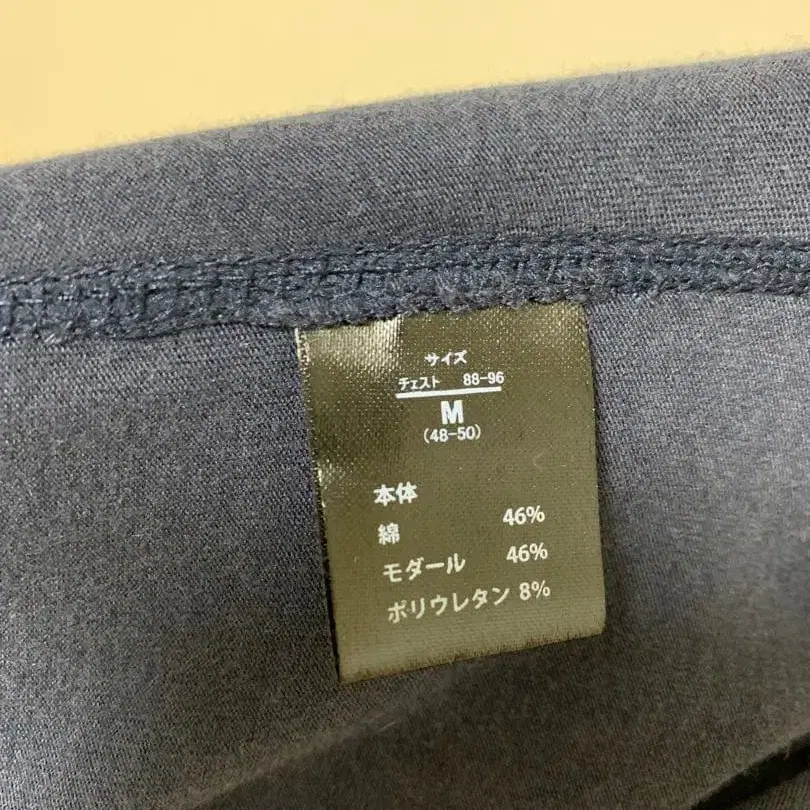 サイズ
チェスト 88-96
M
(48-50)
本体
綿 46%
モダール 46%
ポリウレタン 8%